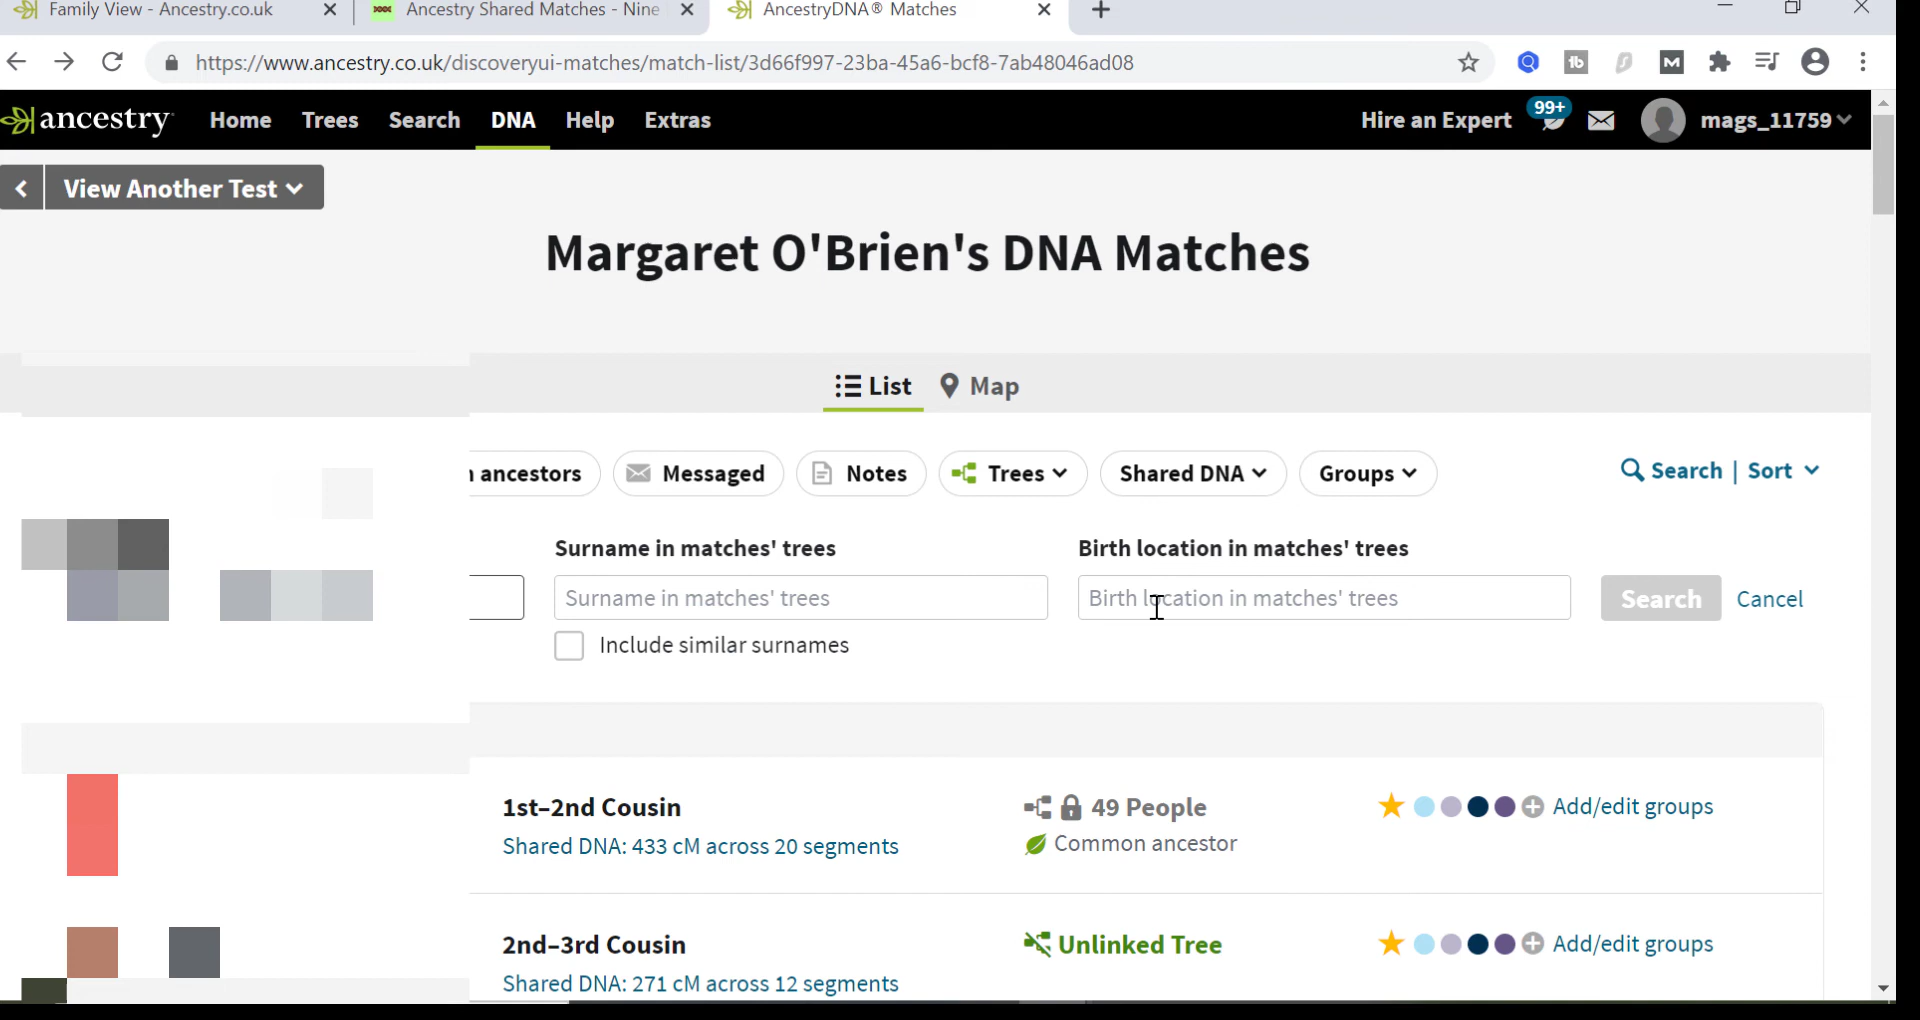 Family View - Ancestry.co.uk
Ancestry Shared Matches - Nine
AncestryDNA® Matches
https://www.ancestry.co.uk/discoveryui-matches/match-list/3d66f997-23ba-45a6-bcf8-7ab48046ad08
ancestry Home Trees Search DNA Help Extras Hire an Expert 99+ mags_11759
View Another Test
Margaret O'Brien's DNA Matches
List Map
ancestors Messaged Notes Trees Shared DNA Groups Search | Sort
Surname in matches' trees Birth location in matches' trees
Surname in matches' trees Birth location in matches' trees Search Cancel
Include similar surnames
1st–2nd Cousin 49 People Add/edit groups
Shared DNA: 433 cM across 20 segments Common ancestor
2nd–3rd Cousin Unlinked Tree Add/edit groups
Shared DNA: 271 cM across 12 segments